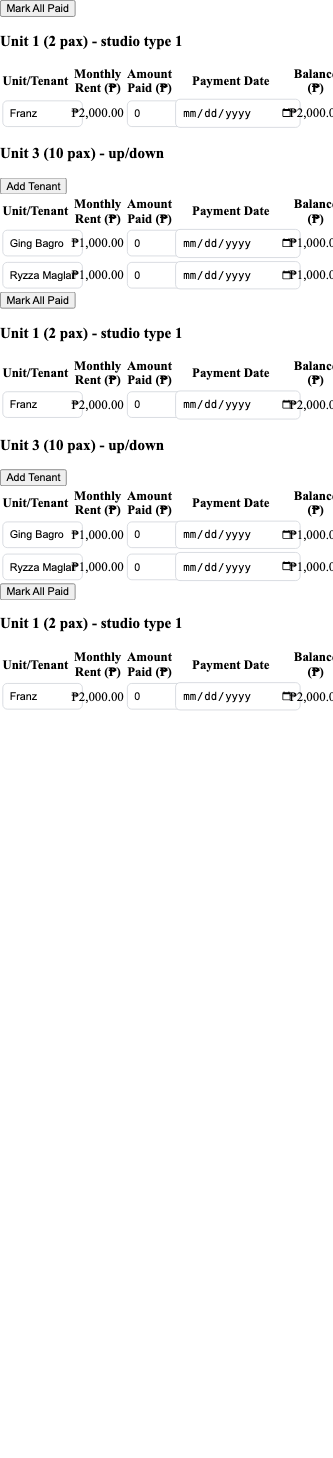 Mark All Paid
Unit 1 (2 pax) - studio type 1
Unit/Tenant Monthly Rent (₱) Amount Paid (₱) Payment Date Balanc (₱)
Franz ₱2,000.00 0 mm/dd/yyyy ₱2,000.0
Unit 3 (10 pax) - up/down
Add Tenant
Unit/Tenant Monthly Rent (₱) Amount Paid (₱) Payment Date Balanc (₱)
Ging Bagro ₱1,000.00 0 mm/dd/yyyy ₱1,000.0
Ryzza Magla ₱1,000.00 0 mm/dd/yyyy ₱1,000.0
Mark All Paid
Unit 1 (2 pax) - studio type 1
Unit/Tenant Monthly Rent (₱) Amount Paid (₱) Payment Date Balanc (₱)
Franz ₱2,000.00 0 mm/dd/yyyy ₱2,000.0
Unit 3 (10 pax) - up/down
Add Tenant
Unit/Tenant Monthly Rent (₱) Amount Paid (₱) Payment Date Balanc (₱)
Ging Bagro ₱1,000.00 0 mm/dd/yyyy ₱1,000.0
Ryzza Magla ₱1,000.00 0 mm/dd/yyyy ₱1,000.0
Mark All Paid
Unit 1 (2 pax) - studio type 1
Unit/Tenant Monthly Rent (₱) Amount Paid (₱) Payment Date Balanc (₱)
Franz ₱2,000.00 0 mm/dd/yyyy ₱2,000.0